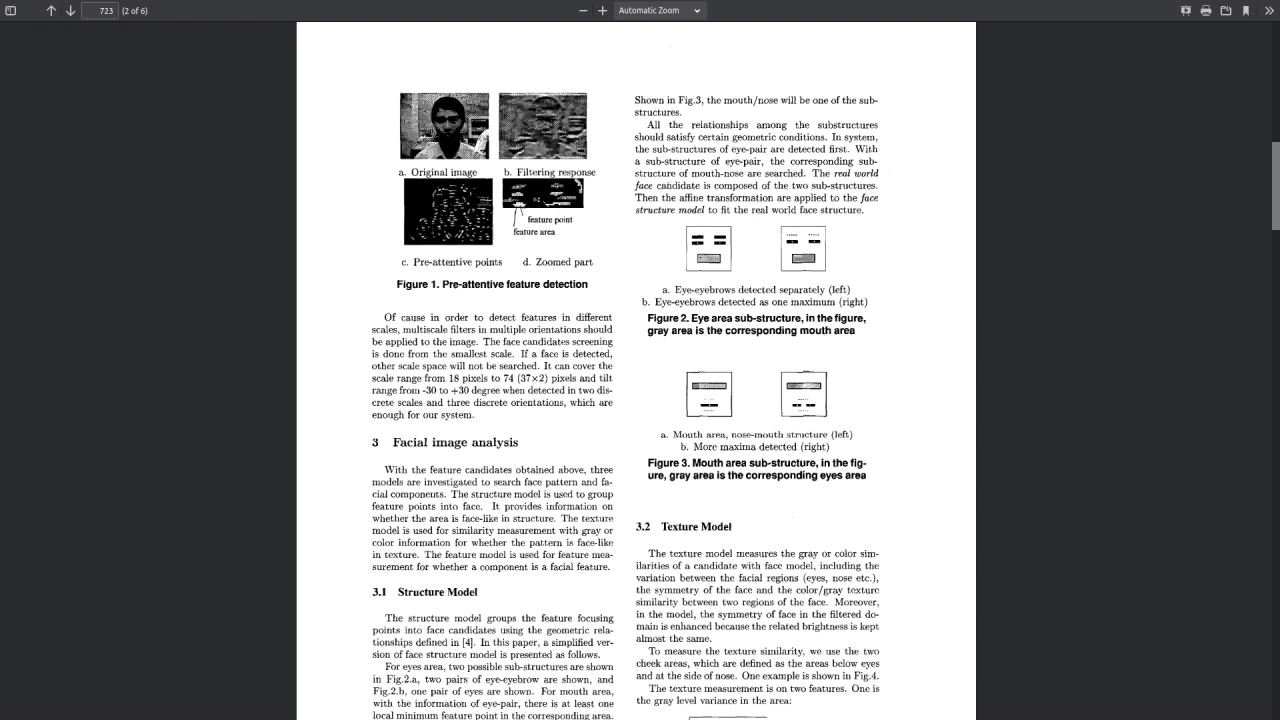 723
(2 of 6)
Automatic Zoom
a. Original image
b. Filtering response
feature point
feature area
c. Pre-attentive points
d. Zoomed part
Figure 1. Pre-attentive feature detection
Of cause in order to detect features in different
scales, multiscale filters in multiple orientations should
be applied to the image. The face candidates screening
is done from the smallest scale. If a face is detected,
other scale space will not be searched. It can cover the
scale range from 18 pixels to 74 (37×2) pixels and tilt
range from -30 to +30 degree when detected in two dis-
crete scales and three discrete orientations, which are
enough for our system.
3 Facial image analysis
With the feature candidates obtained above, three
models are investigated to search face pattern and fa-
cial components. The structure model is used to group
feature points into face. It provides information on
whether the area is face-like in structure. The texture
model is used for similarity measurement with gray or
color information for whether the pattern is face-like
in texture. The feature model is used for feature mea-
surement for whether a component is a facial feature.
3.1 Structure Model
The structure model groups the feature focusing
points into face candidates using the geometric rela-
tionships defined in [4]. In this paper, a simplified ver-
sion of face structure model is presented as follows.
For eyes area, two possible sub-structures are shown
in Fig.2.a, two pairs of eye-eyebrow are shown, and
Fig.2.b, one pair of eyes are shown. For mouth area,
with the information of eye-pair, there is at least one
local minimum feature point in the corresponding area.
Shown in Fig.3, the mouth/nose will be one of the sub-
structures.
All the relationships among the substructures
should satisfy certain geometric conditions. In system,
the sub-structures of eye-pair are detected first. With
a sub-structure of eye-pair, the corresponding sub-
structure of mouth-nose are searched. The real world
face candidate is composed of the two sub-structures.
Then the affine transformation are applied to the face
structure model to fit the real world face structure.
a. Eye-eyebrows detected separately (left)
b. Eye-eyebrows detected as one maximum (right)
Figure 2. Eye area sub-structure, in the figure,
gray area is the corresponding mouth area
a. Mouth area, nose-mouth structure (left)
b. More maxima detected (right)
Figure 3. Mouth area sub-structure, in the fig-
ure, gray area is the corresponding eyes area
3.2 Texture Model
The texture model measures the gray or color sim-
ilarities of a candidate with face model, including the
variation between the facial regions (eyes, nose etc.),
the symmetry of the face and the color/gray texture
similarity between two regions of the face. Moreover,
in the model, the symmetry of face in the filtered do-
main is enhanced because the related brightness is kept
almost the same.
To measure the texture similarity, we use the two
cheek areas, which are defined as the areas below eyes
and at the side of nose. One example is shown in Fig.4.
The texture measurement is on two features. One is
the gray level variance in the area: